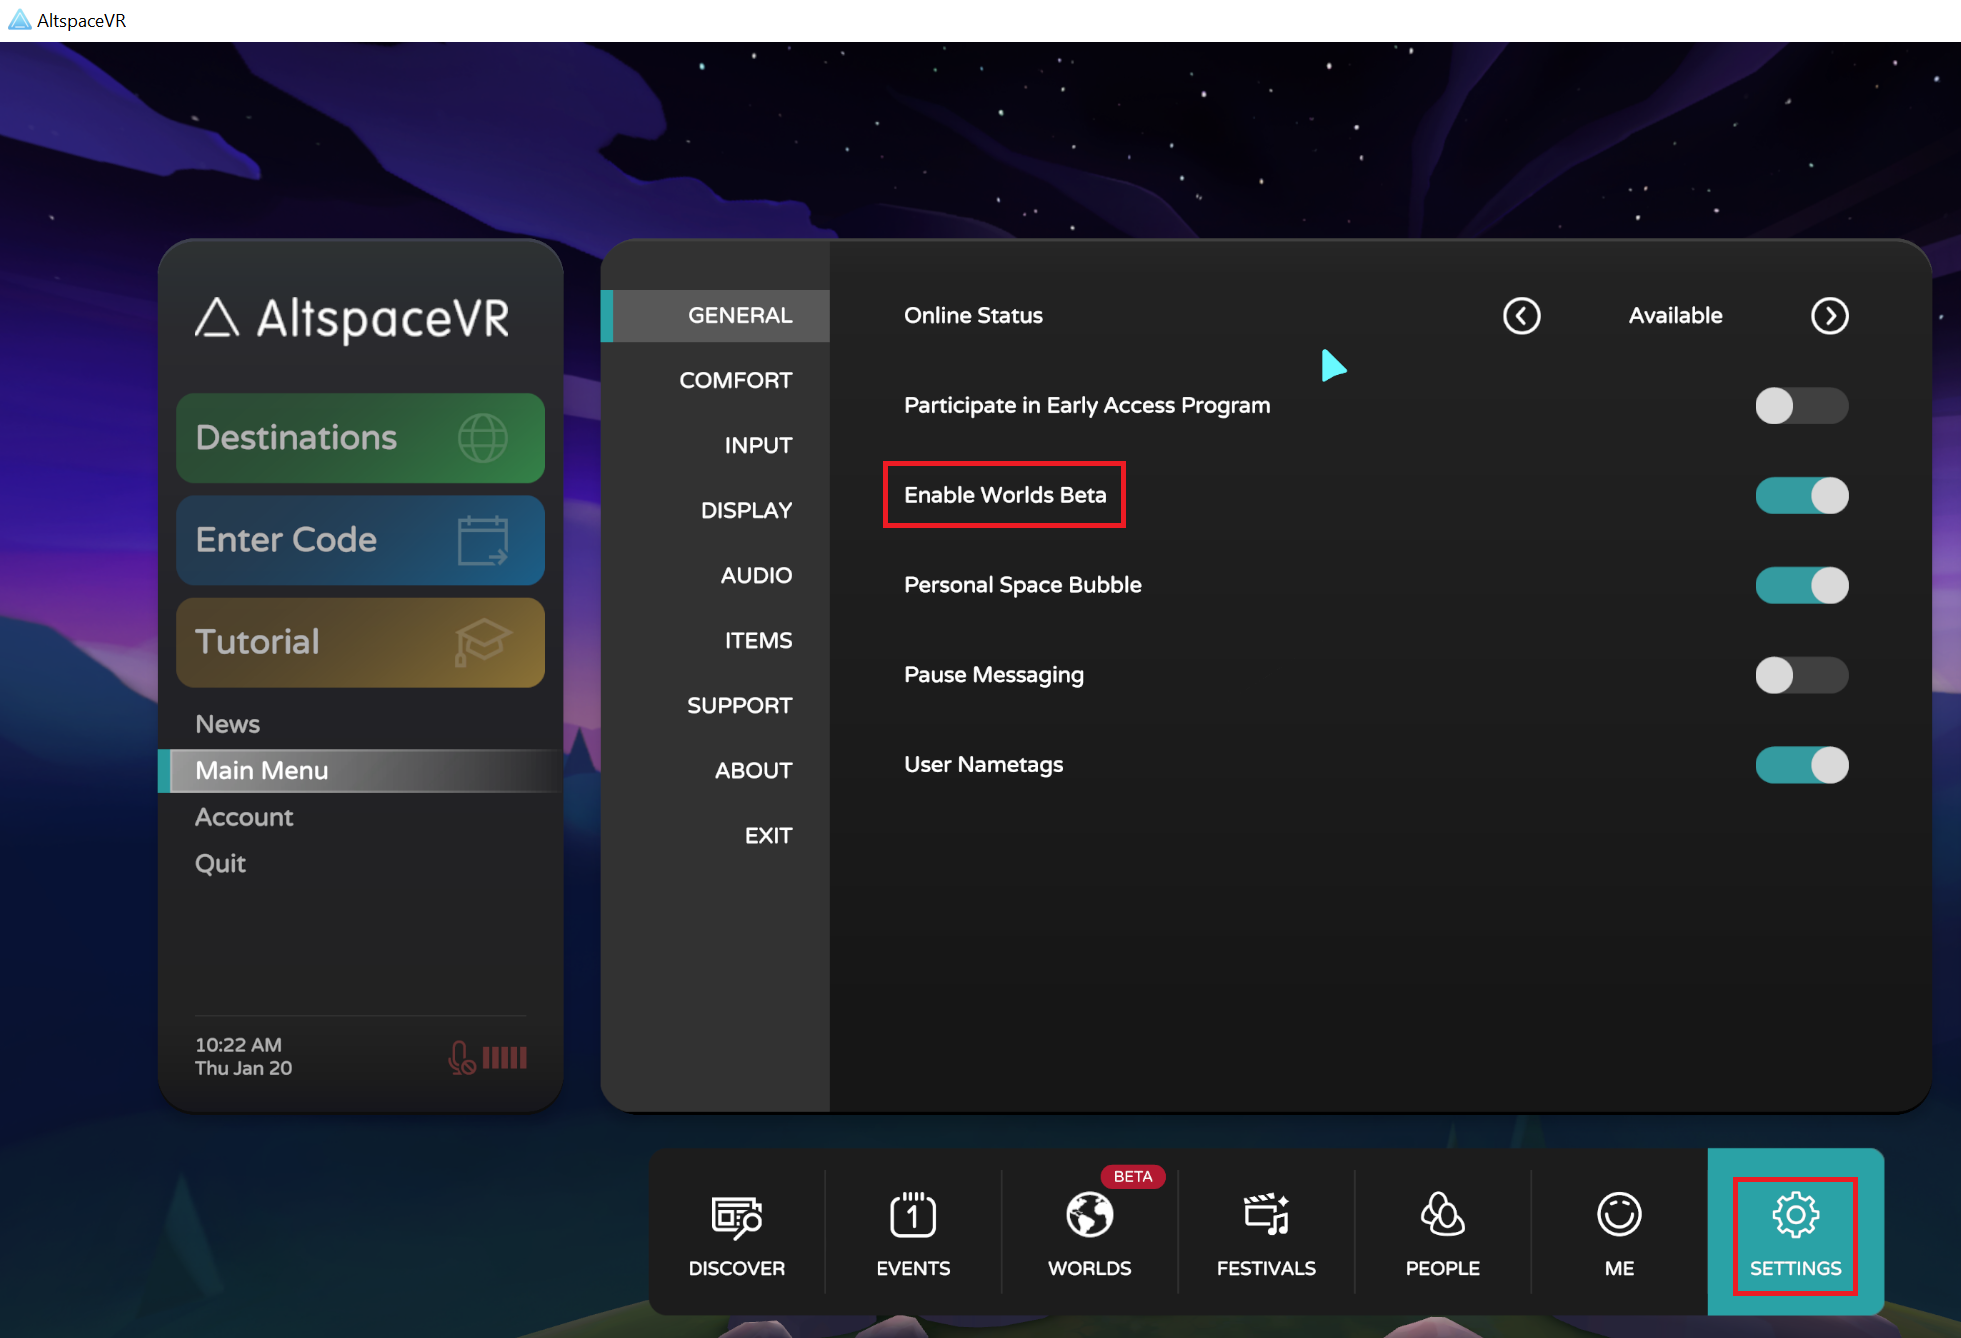 AltspaceVR
AltspaceVR
Destinations
Enter Code
Tutorial
News
Main Menu
Account
Quit
10:22 AM
Thu Jan 20
GENERAL
COMFORT
INPUT
DISPLAY
AUDIO
ITEMS
SUPPORT
ABOUT
EXIT
Online Status
Available
Participate in Early Access Program
Enable Worlds Beta
Personal Space Bubble
Pause Messaging
User Nametags
DISCOVER
1
EVENTS
BETA
WORLDS
FESTIVALS
PEOPLE
ME
SETTINGS